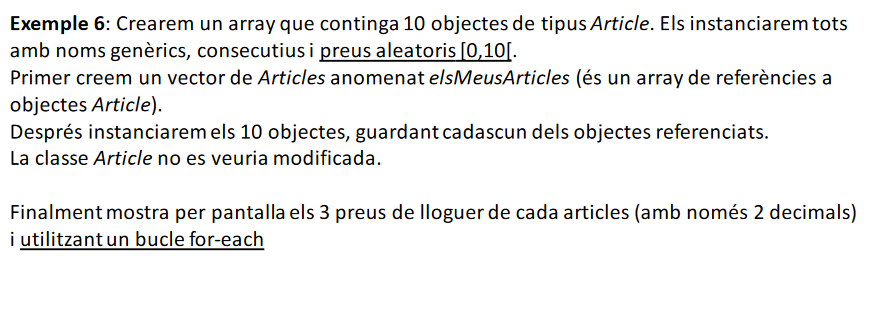 Exemple 6: Crearem un array que continga 10 objectes de tipus Article. Els instanciarem tots
amb noms genèrics, consecutius i preus aleatoris [0,10[.
Primer creem un vector de Articles anomenat elsMeusArticles (és un array de referències a
objectes Article).
Després instanciarem els 10 objectes, guardant cadascun dels objectes referenciats.
La classe Article no es veuria modificada.
Finalment mostra per pantalla els 3 preus de lloguer de cada articles (amb només 2 decimals)
i utilitzant un bucle for-each